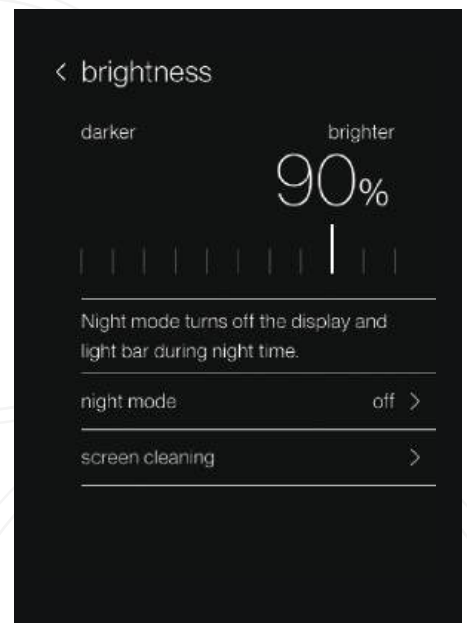 < brightness
darker brighter
90%
Night mode turns off the display and
light bar during night time.
night mode off >
screen cleaning >